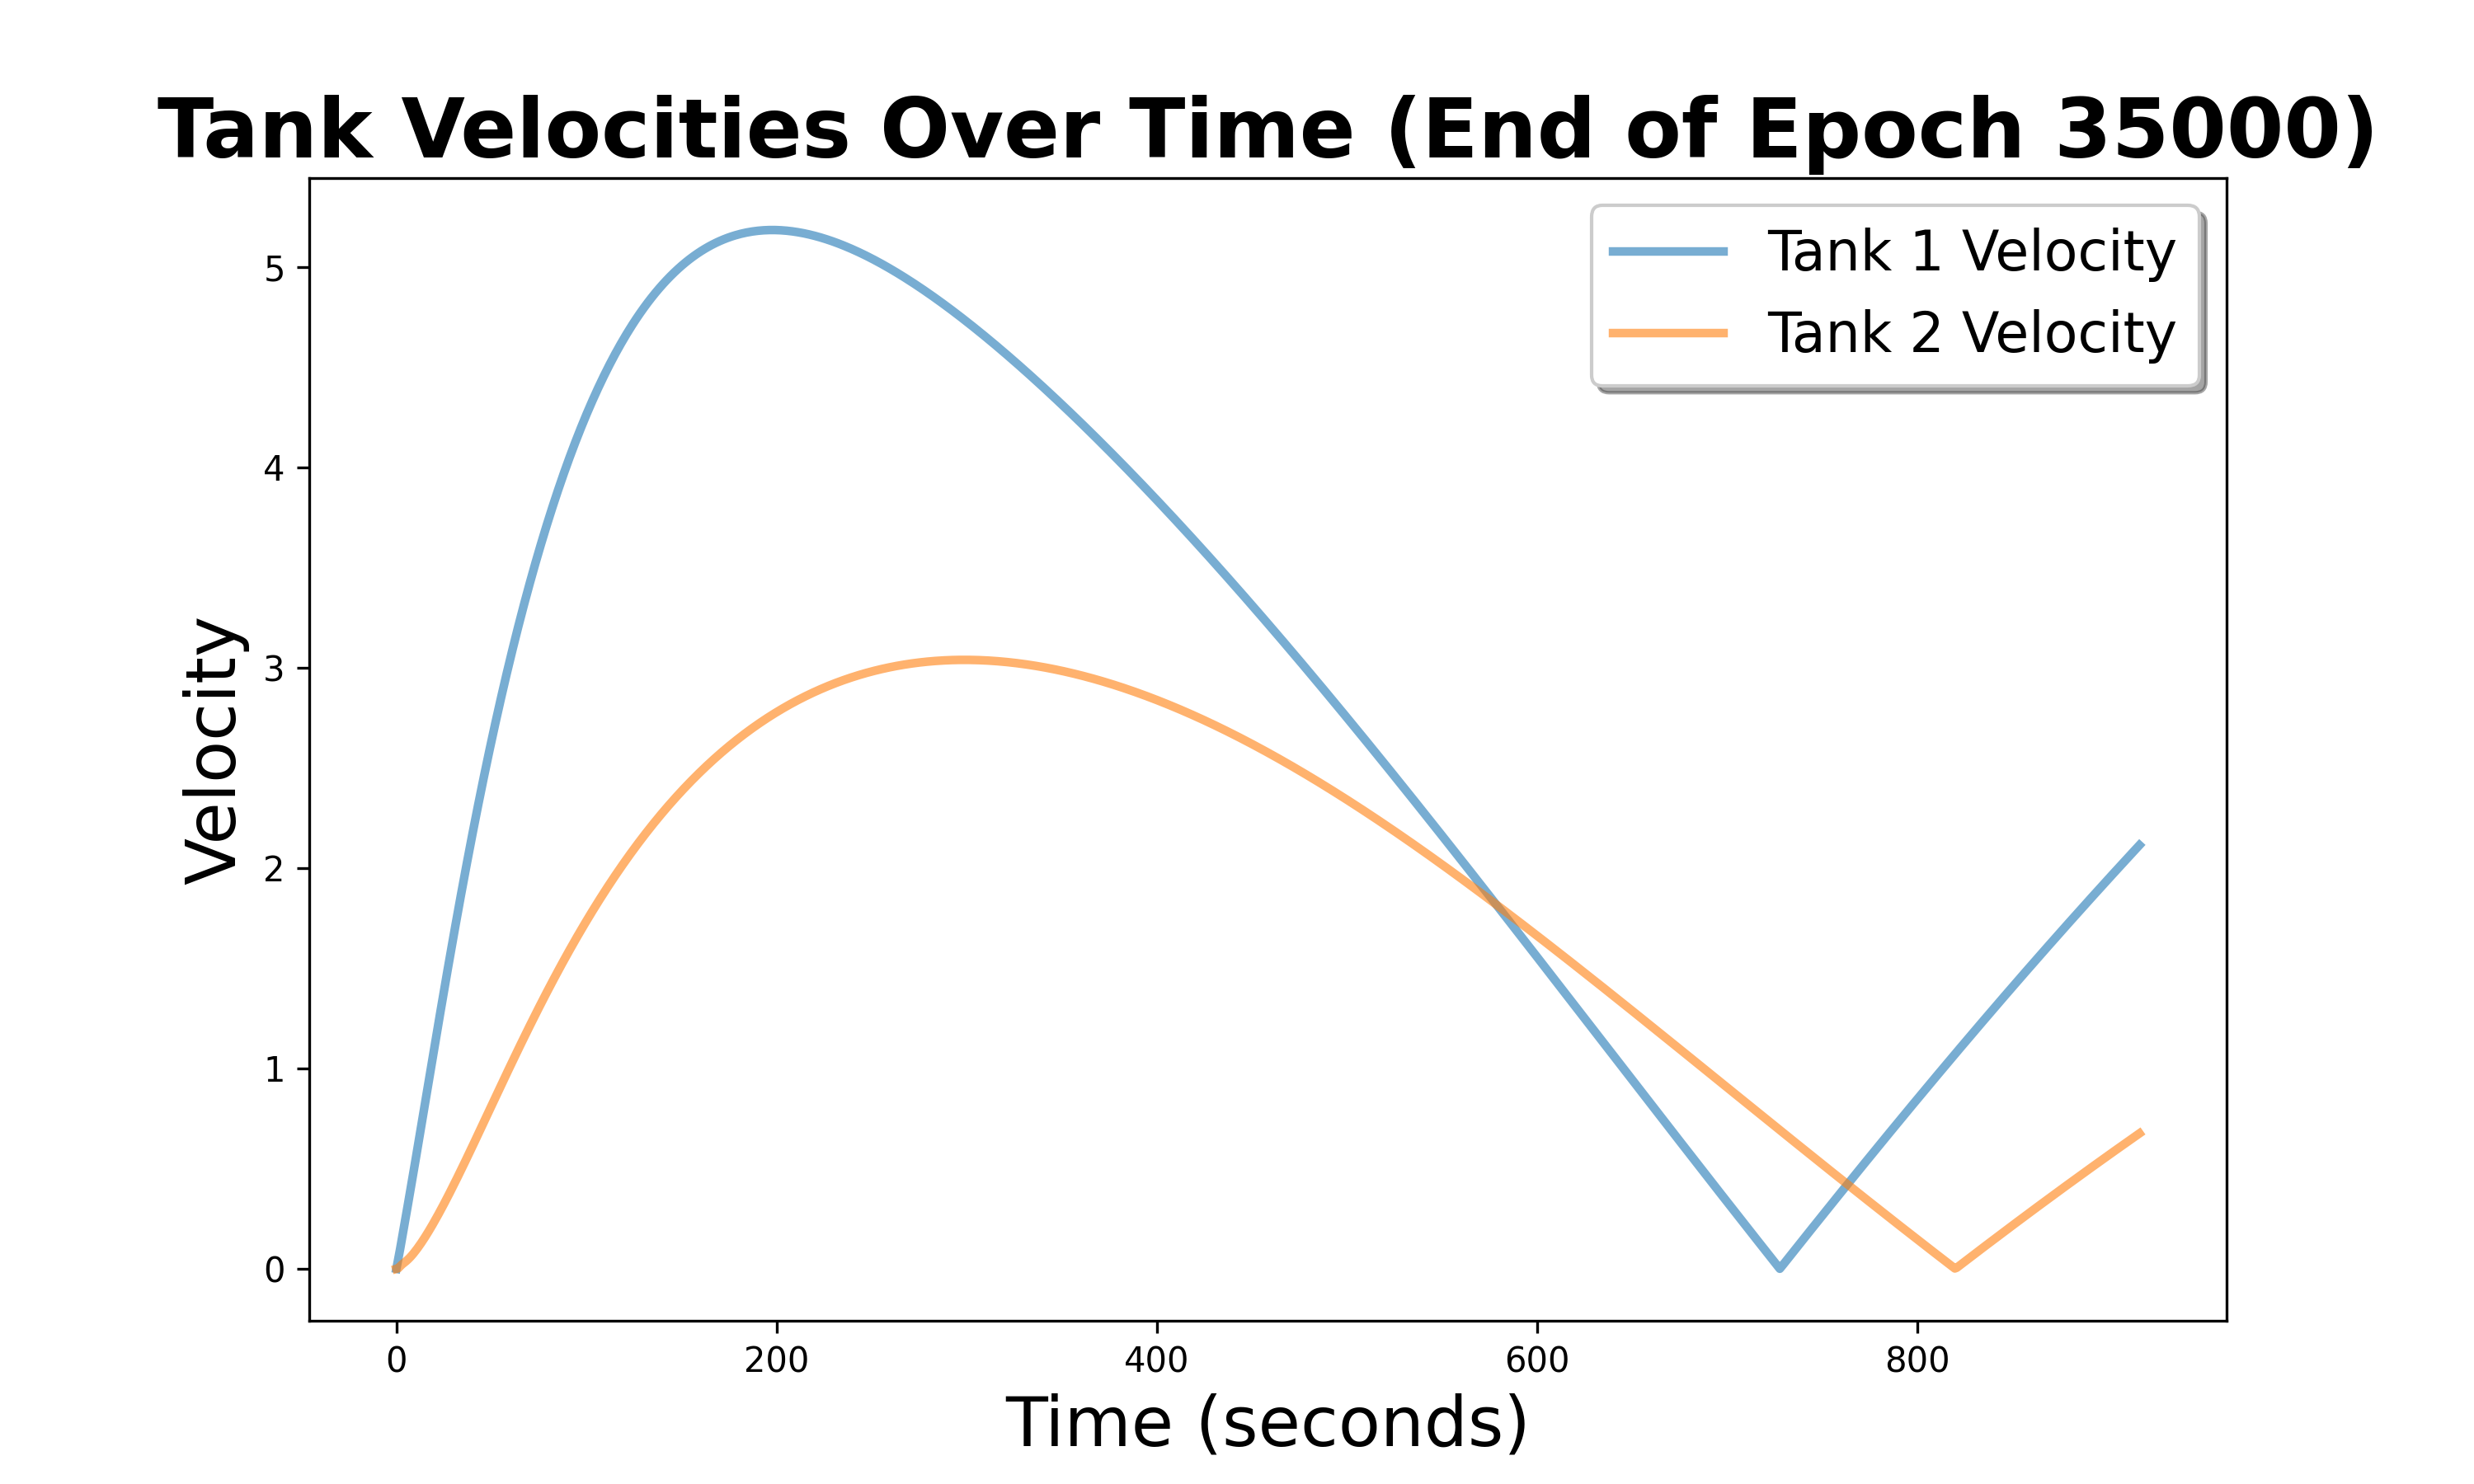 Tank Velocities Over Time (End of Epoch 35000)
Tank 1 Velocity
Tank 2 Velocity
Velocity
5
4
3
2
1
0
0 200 400 600 800
Time (seconds)